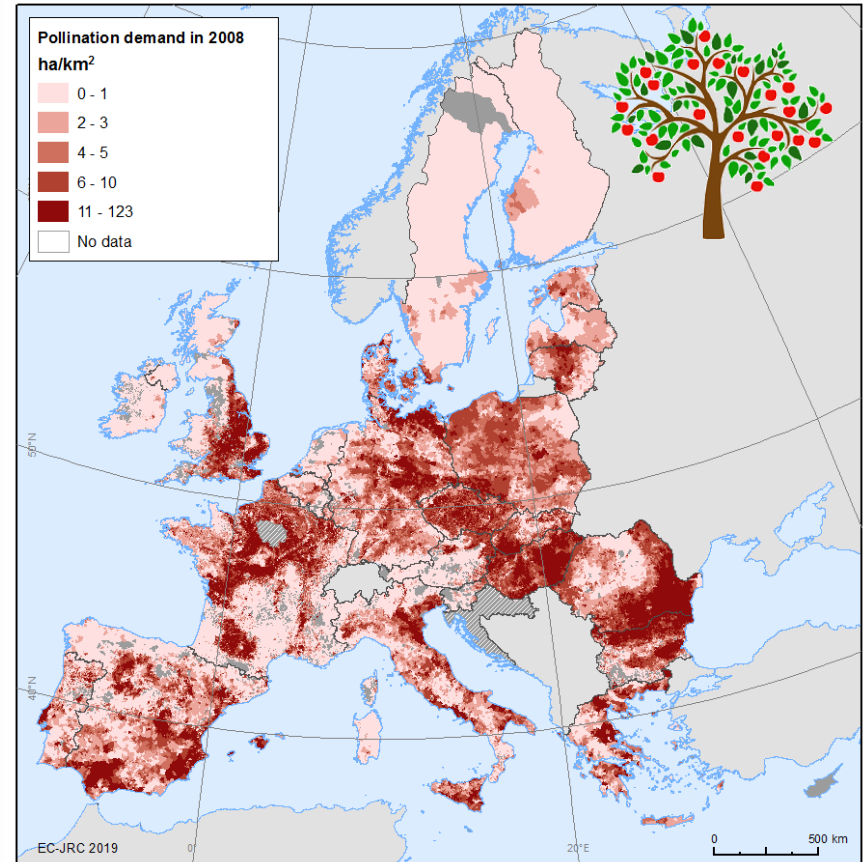 Pollination demand in 2008
ha/km²
0 - 1
2 - 3
4 - 5
6 - 10
11 - 123
No data
50°N
40°N
EC-JRC 2019
0°
20°E
0 500 km